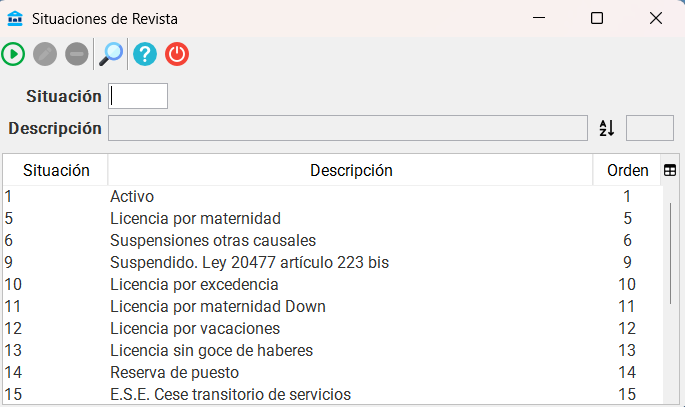 Situaciones de Revista
?
Situación
Descripción
AZ
Situación Descripción Orden
1 Activo 1
5 Licencia por maternidad 5
6 Suspensiones otras causales 6
9 Suspendido. Ley 20477 artículo 223 bis 9
10 Licencia por excedencia 10
11 Licencia por maternidad Down 11
12 Licencia por vacaciones 12
13 Licencia sin goce de haberes 13
14 Reserva de puesto 14
15 E.S.E. Cese transitorio de servicios 15